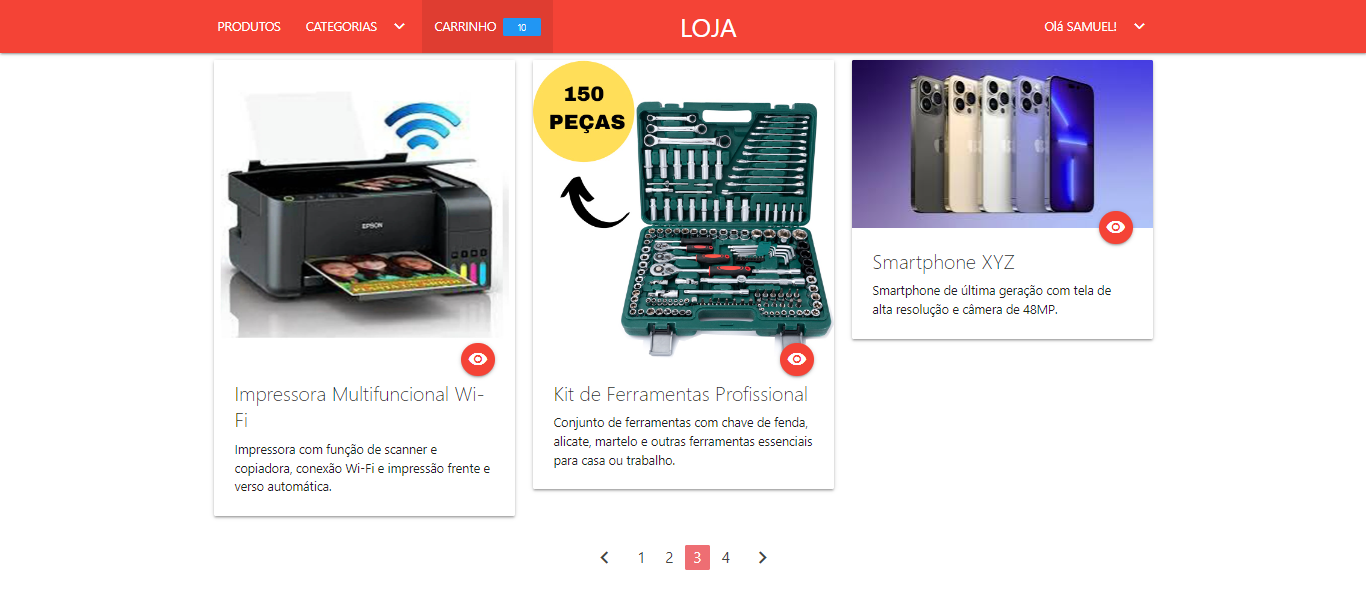 PRODUTOS CATEGORIAS CARRINHO 10 LOJA Olá SAMUEL!
EPSON
Impressora Multifuncional Wi-
Fi
Impressora com função de scanner e
copiadora, conexão Wi-Fi e impressão frente e
verso automática.
150
PEÇAS
Kit de Ferramentas Profissional
Conjunto de ferramentas com chave de fenda,
alicate, martelo e outras ferramentas essenciais
para casa ou trabalho.
Smartphone XYZ
Smartphone de última geração com tela de
alta resolução e câmera de 48MP.
1 2 3 4